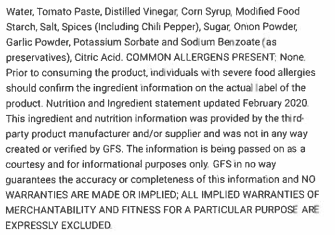 Water, Tomato Paste, Distilled Vinegar, Corn Syrup, Modified Food
Starch, Salt, Spices (Including Chili Pepper), Sugar, Onion Powder,
Garlic Powder, Potassium Sorbate and Sodium Benzoate (as
preservatives), Citric Acid. COMMON ALLERGENS PRESENT: None.
Prior to consuming the product, individuals with severe food allergies
should confirm the ingredient information on the actual label of the
product. Nutrition and Ingredient statement updated February 2020.
This ingredient and nutrition information was provided by the third-
party product manufacturer and/or supplier and was not in any way
created or verified by GFS. The information is being passed on as a
courtesy and for informational purposes only. GFS in no way
guarantees the accuracy or completeness of this information and NO
WARRANTIES ARE MADE OR IMPLIED; ALL IMPLIED WARRANTIES OF
MERCHANTABILITY AND FITNESS FOR A PARTICULAR PURPOSE ARE
EXPRESSLY EXCLUDED.